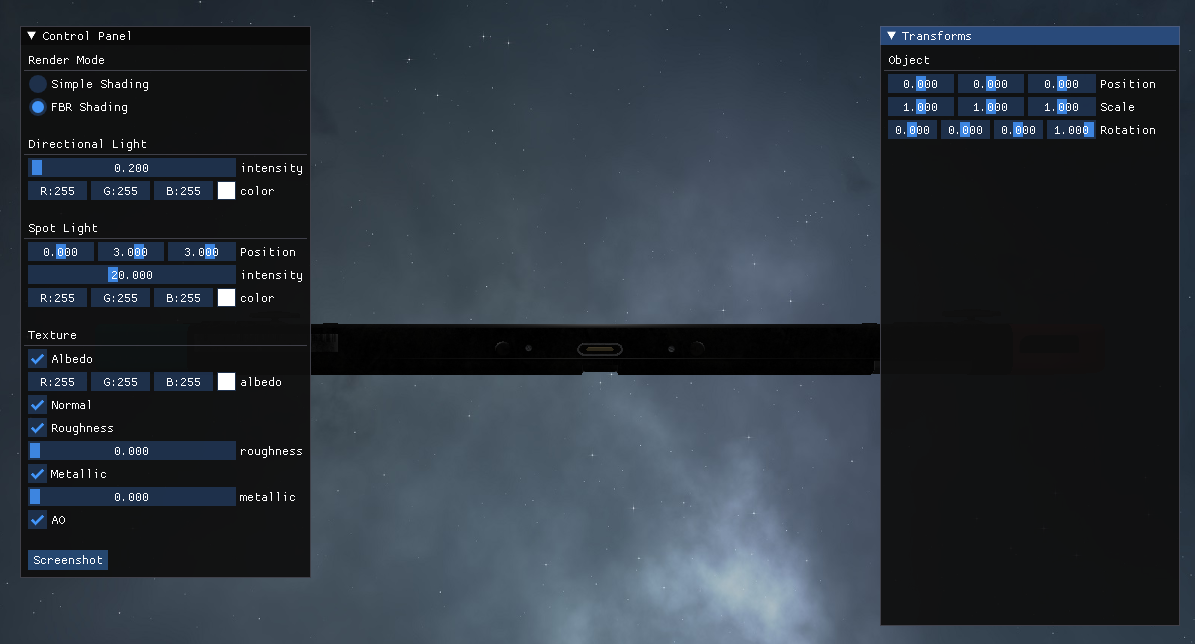 Control Panel
Render Mode
Simple Shading
FBR Shading
Directional Light
0.200 intensity
R:255 G:255 B:255 color
Spot Light
0.000 3.000 3.000 Position
20.000 intensity
R:255 G:255 B:255 color
Texture
Albedo
R:255 G:255 B:255 albedo
Normal
Roughness
0.000 roughness
Metallic
0.000 metallic
AO
Screenshot
Transforms
Object
0.000 0.000 0.000 Position
1.000 1.000 1.000 Scale
0.000 0.000 0.000 1.000 Rotation